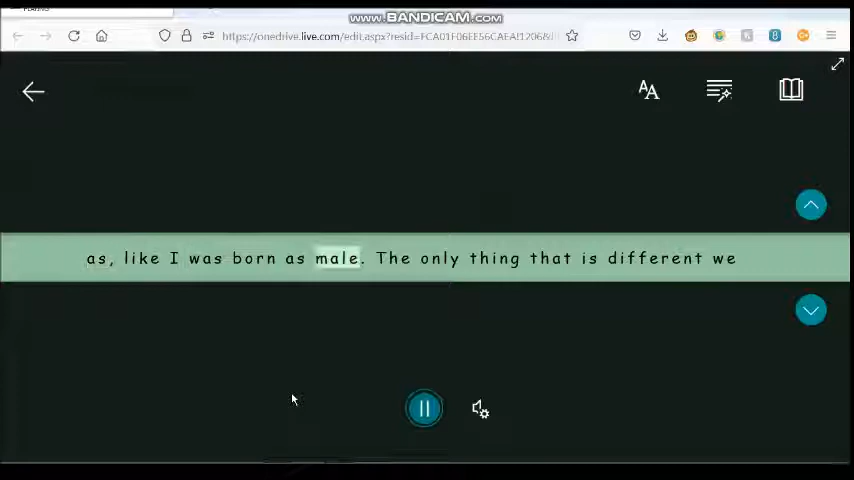 www.BANDICAM.com
https://onedrive.live.com/edit.aspx?resid=FCA01F06EE56CAEA!1206&
as, like I was born as male. The only thing that is different we